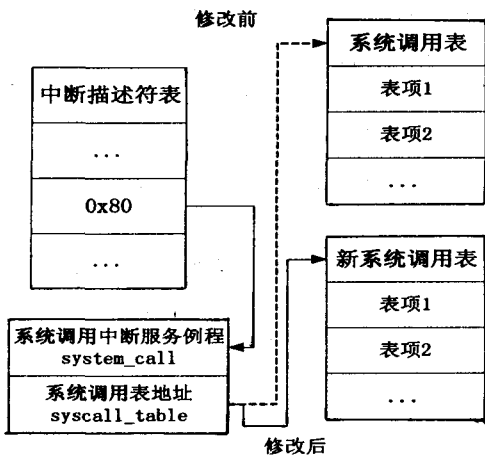 修改前
系统调用表
表项1
表项2
...
中断描述符表
...
0x80
...
新系统调用表
表项1
表项2
...
系统调用中断服务例程
system_call
系统调用表地址
syscall_table
修改后